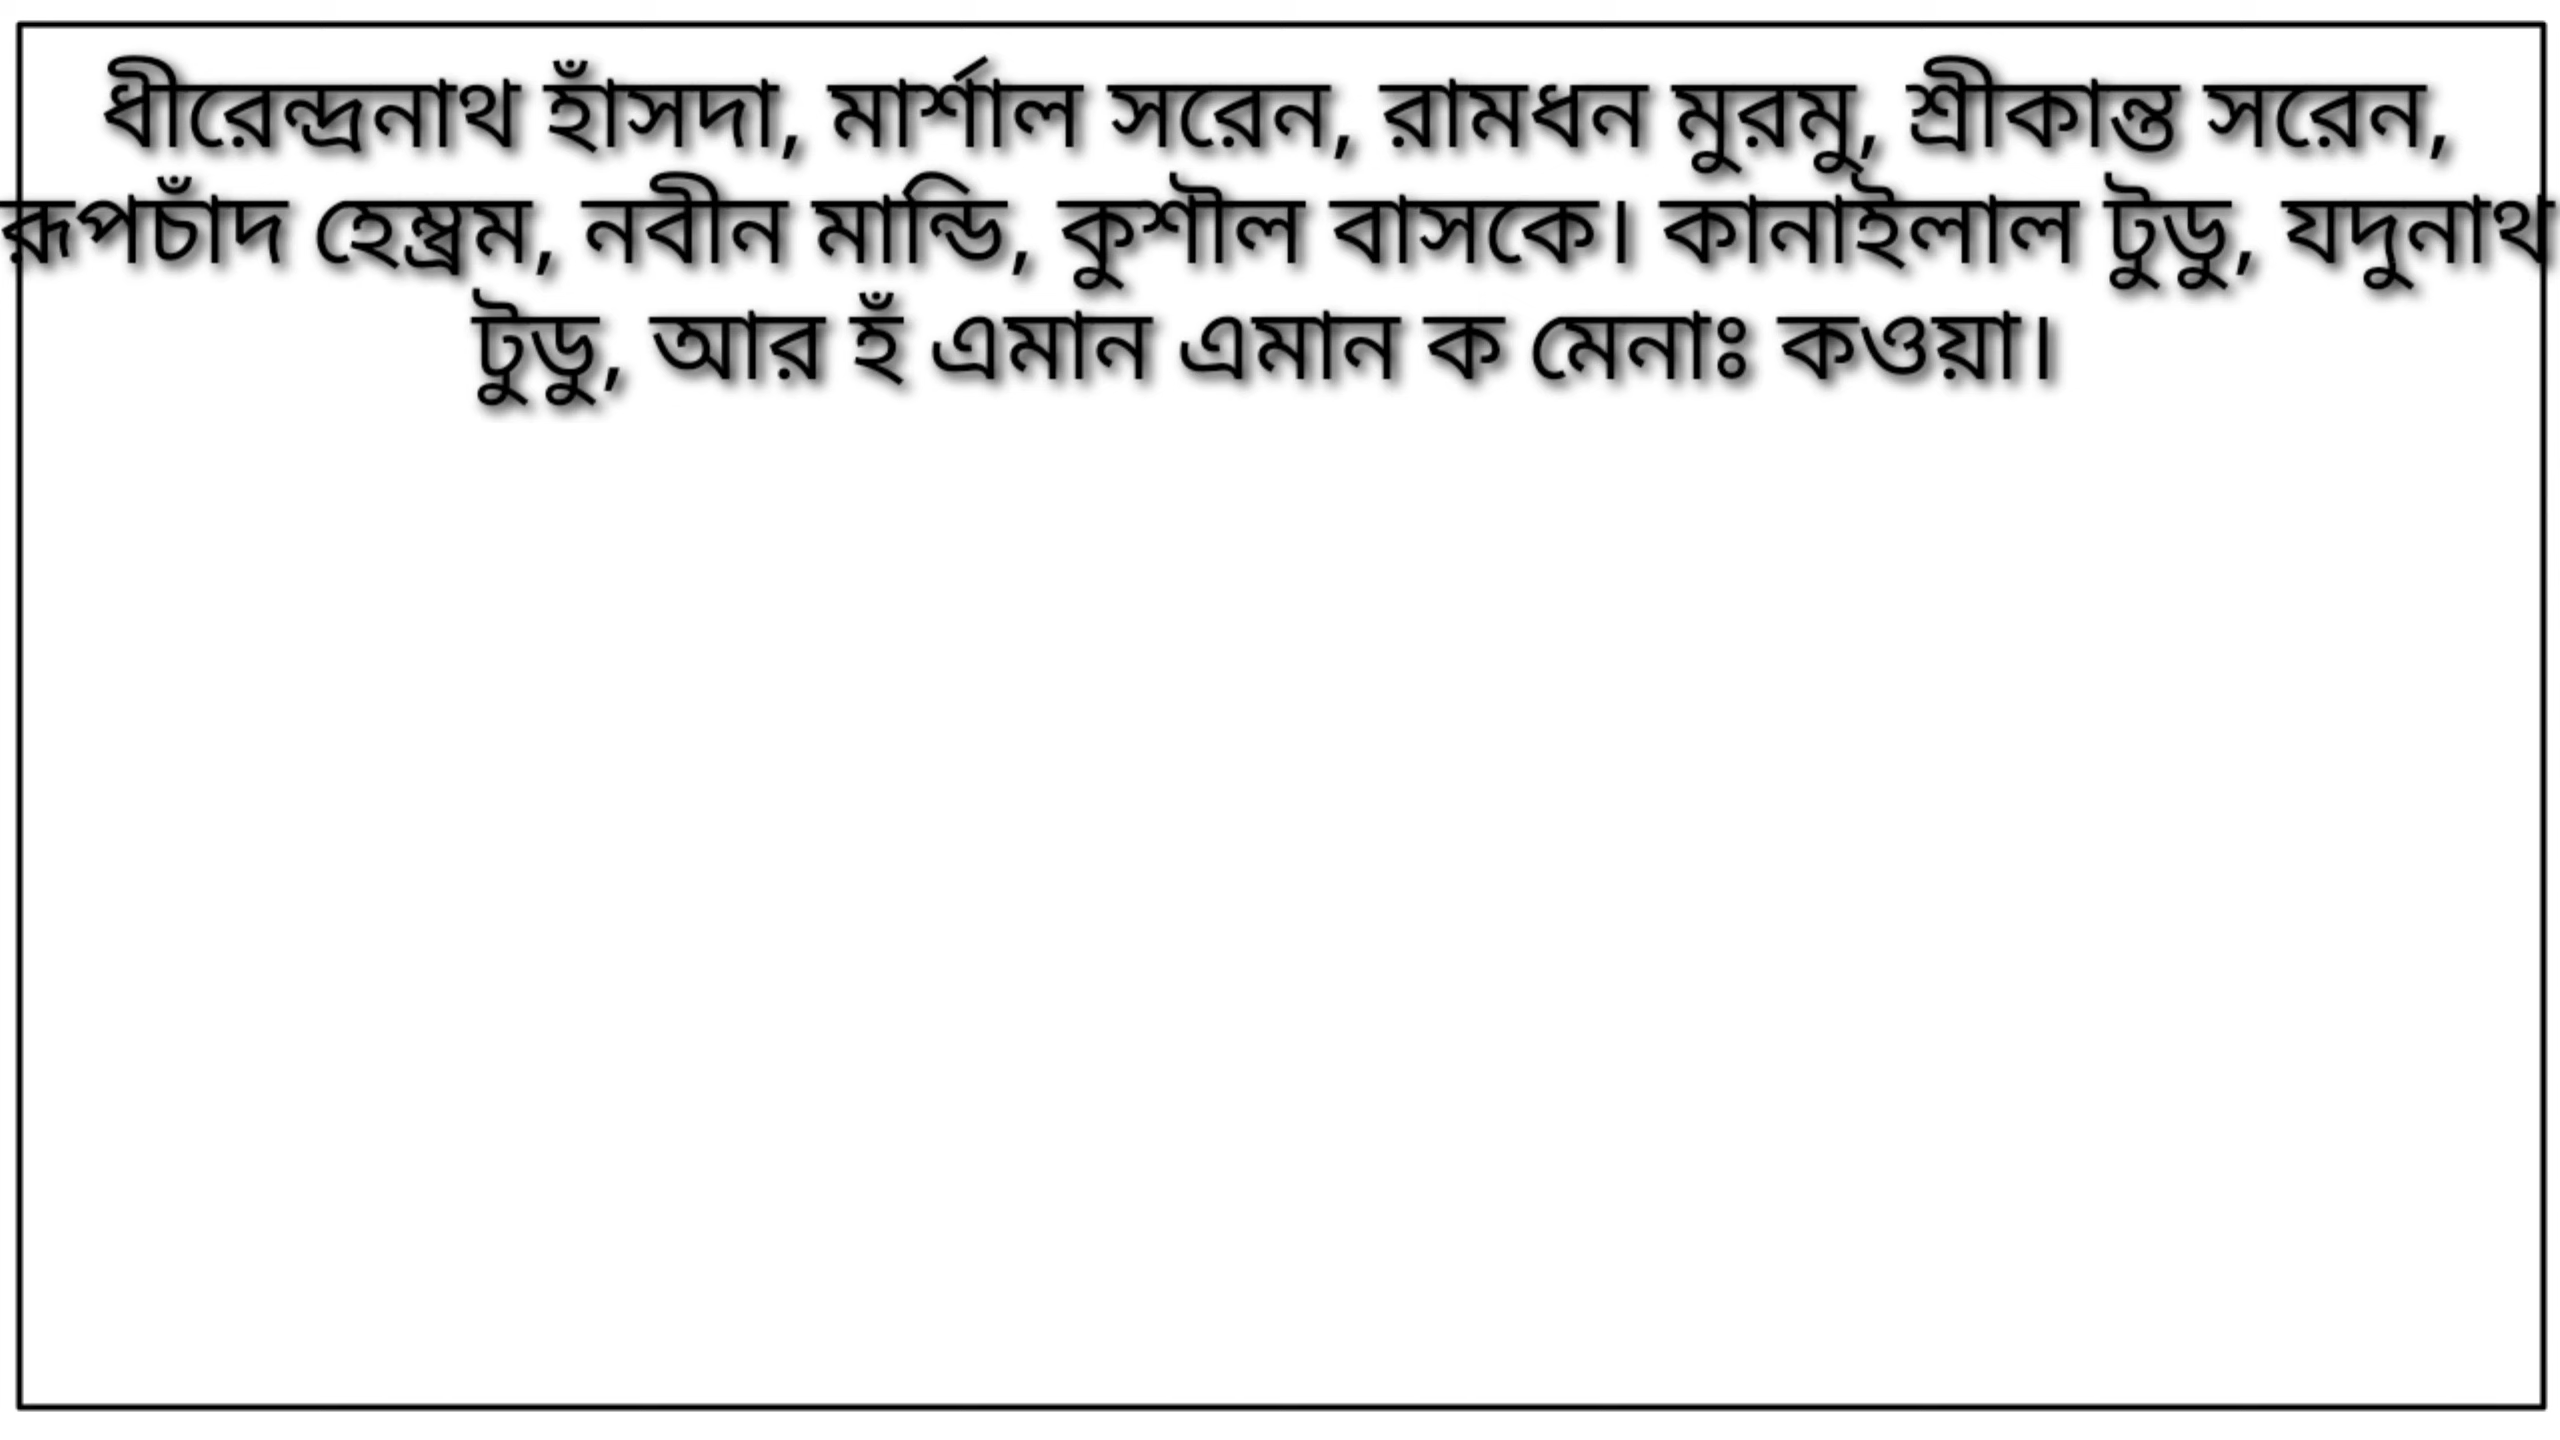 ধীরেন্দ্রনাথ হাঁসদা, মার্শাল সরেন, রামধন মুরমু, শ্রীকান্ত সরেন,
রূপচাঁদ হেম্ব্রম, নবীন মান্ডি, কুশীল বাসকে। কানাইলাল টুডু, যদুনাথ
টুডু, আর হঁ এমান এমান ক মেনাঃ কওয়া।